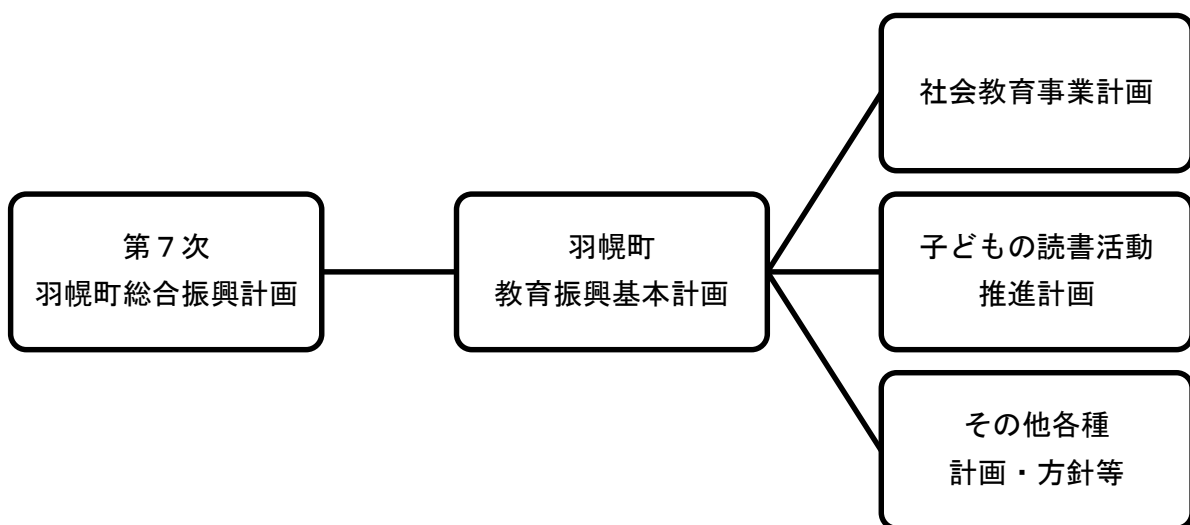 第７次
羽幌町総合振興計画
羽幌町
教育振興基本計画
社会教育事業計画
子どもの読書活動
推進計画
その他各種
計画・方針等